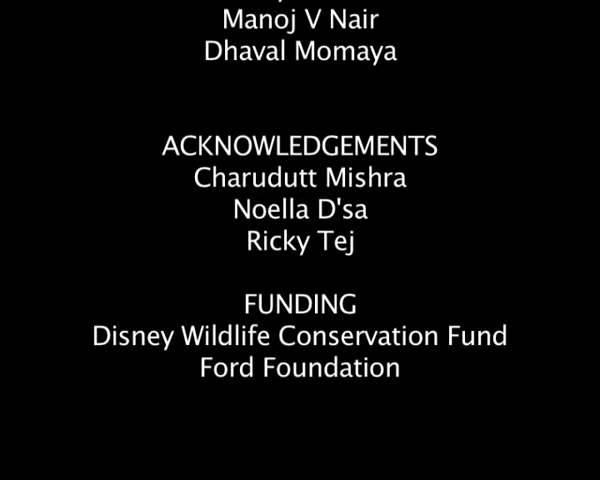 Manoj V Nair
Dhaval Momaya
ACKNOWLEDGEMENTS
Charudutt Mishra
Noella D'sa
Ricky Tej
FUNDING
Disney Wildlife Conservation Fund
Ford Foundation